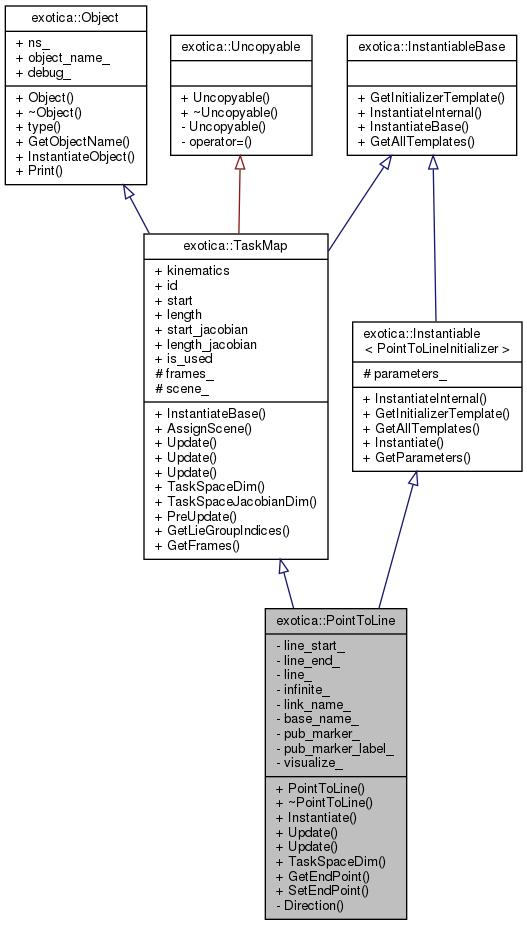 exotica::Object
+ ns_
+ object_name_
+ debug_
+ Object()
+ ~Object()
+ type()
+ GetObjectName()
+ InstantiateObject()
+ Print()
exotica::Uncopyable
+ Uncopyable()
+ ~Uncopyable()
- Uncopyable()
- operator=()
exotica::InstantiableBase
+ GetInitializerTemplate()
+ InstantiateInternal()
+ InstantiateBase()
+ GetAllTemplates()
exotica::TaskMap
+ kinematics
+ id
+ start
+ length
+ start_jacobian
+ length_jacobian
+ is_used
# frames_
# scene_
+ InstantiateBase()
+ AssignScene()
+ Update()
+ Update()
+ Update()
+ TaskSpaceDim()
+ TaskSpaceJacobianDim()
+ PreUpdate()
+ GetLieGroupIndices()
+ GetFrames()
exotica::Instantiable
< PointToLineInitializer >
# parameters_
+ InstantiateInternal()
+ GetInitializerTemplate()
+ GetAllTemplates()
+ Instantiate()
+ GetParameters()
exotica::PointToLine
- line_start_
- line_end_
- line_
- infinite_
- link_name_
- base_name_
- pub_marker_
- pub_marker_label_
- visualize_
+ PointToLine()
+ ~PointToLine()
+ Instantiate()
+ Update()
+ Update()
+ TaskSpaceDim()
+ GetEndPoint()
+ SetEndPoint()
- Direction()